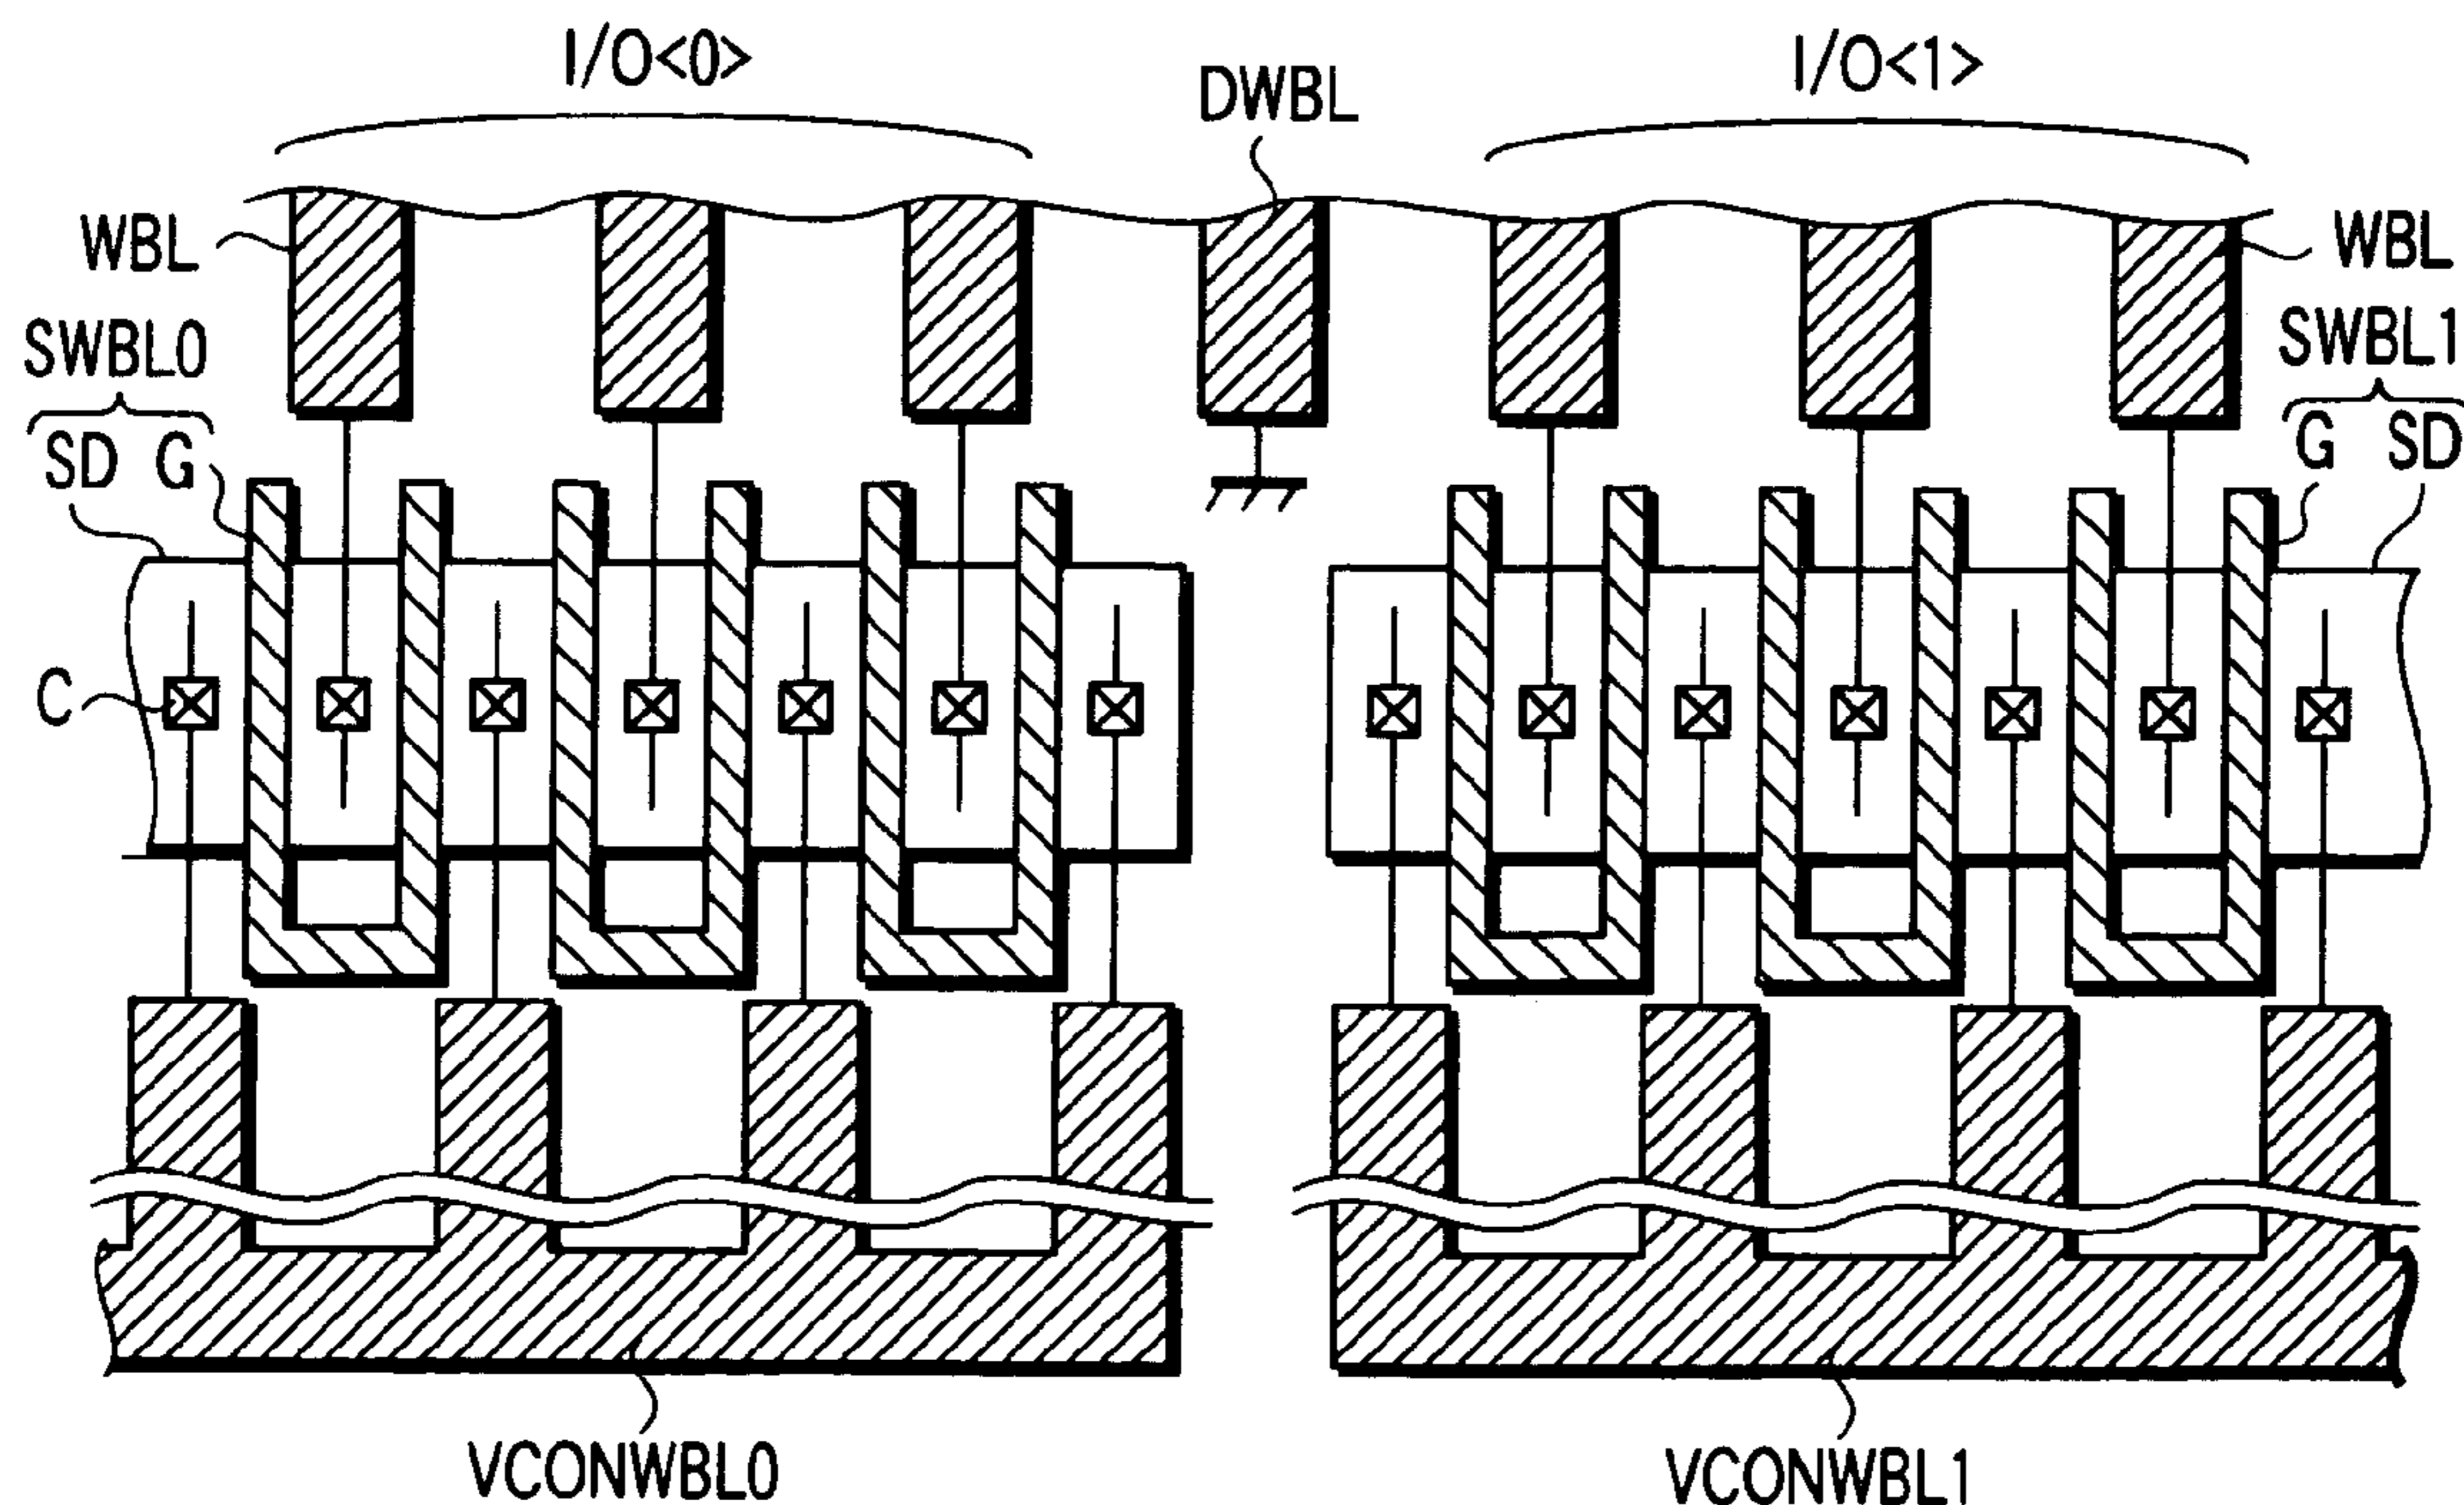 I/O<0>
DWBL
I/O<1>
WBL
WBL
SWBL0
SWBL1
SD G
G SD
C
VCONWBL0
VCONWBL1